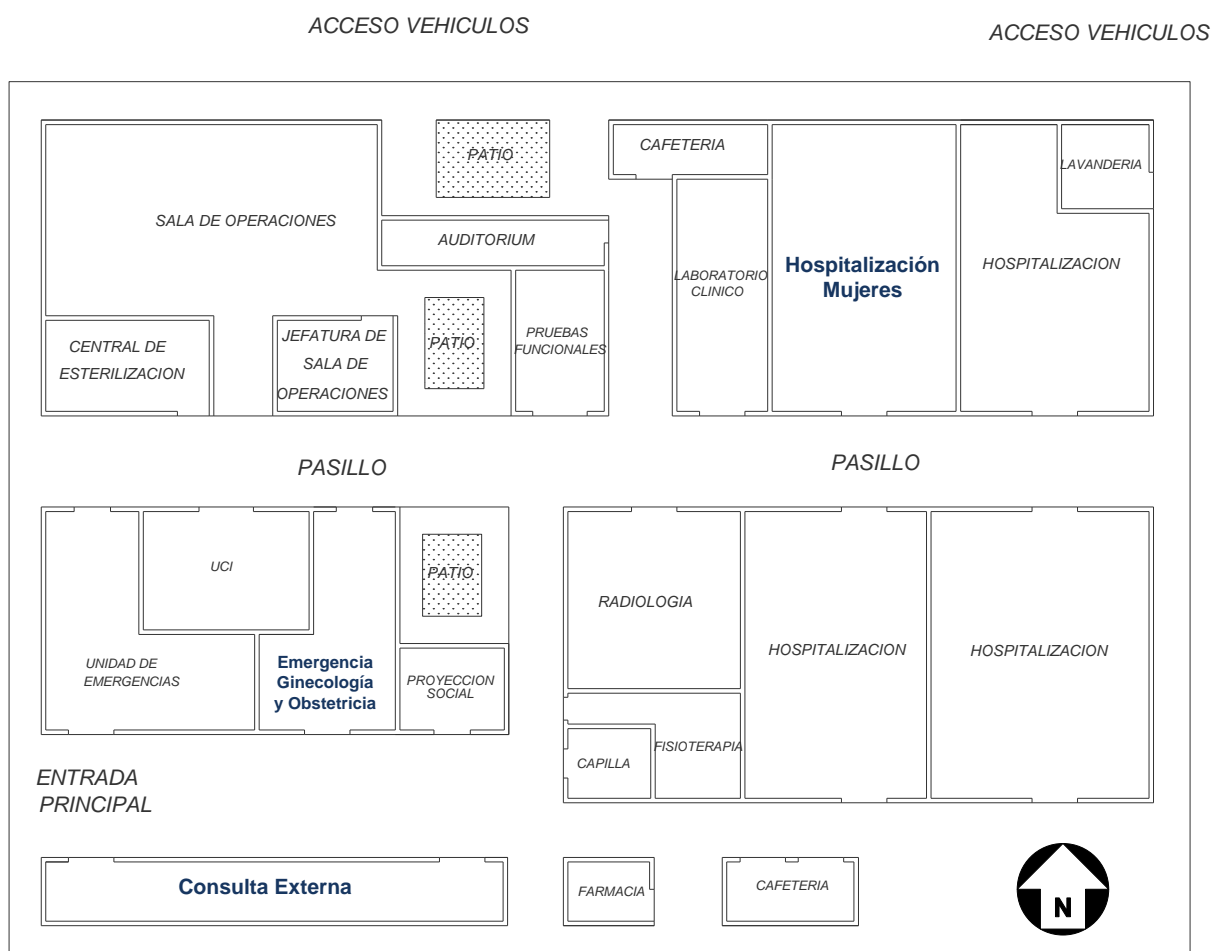 ACCESO VEHICULOS
ACCESO VEHICULOS
PATIO
CAFETERIA
LAVANDERIA
SALA DE OPERACIONES
AUDITORIUM
LABORATORIO
CLINICO
Hospitalización
Mujeres
HOSPITALIZACION
CENTRAL DE
ESTERILIZACION
JEFATURA DE
SALA DE
OPERACIONES
PATIO
PRUEBAS
FUNCIONALES
PASILLO
PASILLO
UCI
PATIO
RADIOLOGIA
HOSPITALIZACION
HOSPITALIZACION
UNIDAD DE
EMERGENCIAS
Emergencia
Ginecología
y Obstetricia
PROYECCION
SOCIAL
CAPILLA
FISIOTERAPIA
ENTRADA
PRINCIPAL
Consulta Externa
FARMACIA
CAFETERIA
N